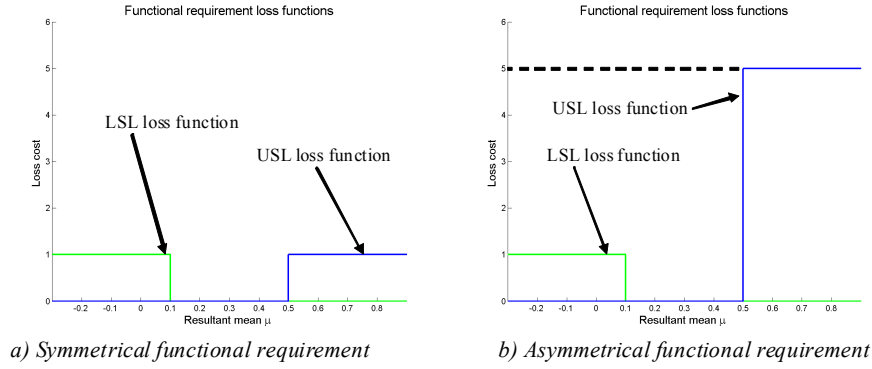 Functional requirement loss functions
6
5
4
3
2
1
0
Loss cost
LSL loss function
USL loss function
-0.2 -0.1 0 0.1 0.2 0.3 0.4 0.5 0.6 0.7 0.8
Resultant mean μ
a) Symmetrical functional requirement
Functional requirement loss functions
6
5
4
3
2
1
0
Loss cost
USL loss function
LSL loss function
-0.2 -0.1 0 0.1 0.2 0.3 0.4 0.5 0.6 0.7 0.8
Resultant mean μ
b) Asymmetrical functional requirement